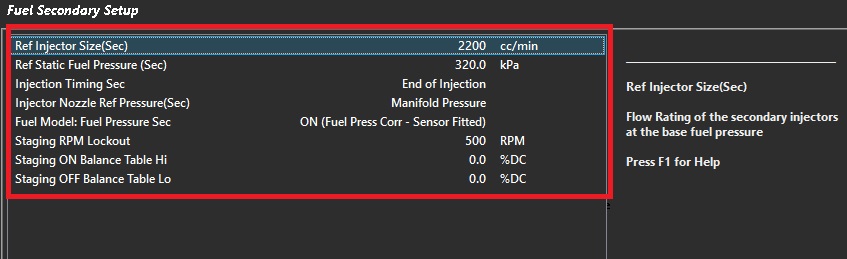 Fuel Secondary Setup
Ref Injector Size(Sec) 2200 cc/min
Ref Static Fuel Pressure (Sec) 320.0 kPa
Injection Timing Sec End of Injection
Injector Nozzle Ref Pressure(Sec) Manifold Pressure
Fuel Model: Fuel Pressure Sec ON (Fuel Press Corr - Sensor Fitted)
Staging RPM Lockout 500 RPM
Staging ON Balance Table Hi 0.0 %DC
Staging OFF Balance Table Lo 0.0 %DC
Ref Injector Size(Sec)
Flow Rating of the secondary injectors
at the base fuel pressure
Press F1 for Help